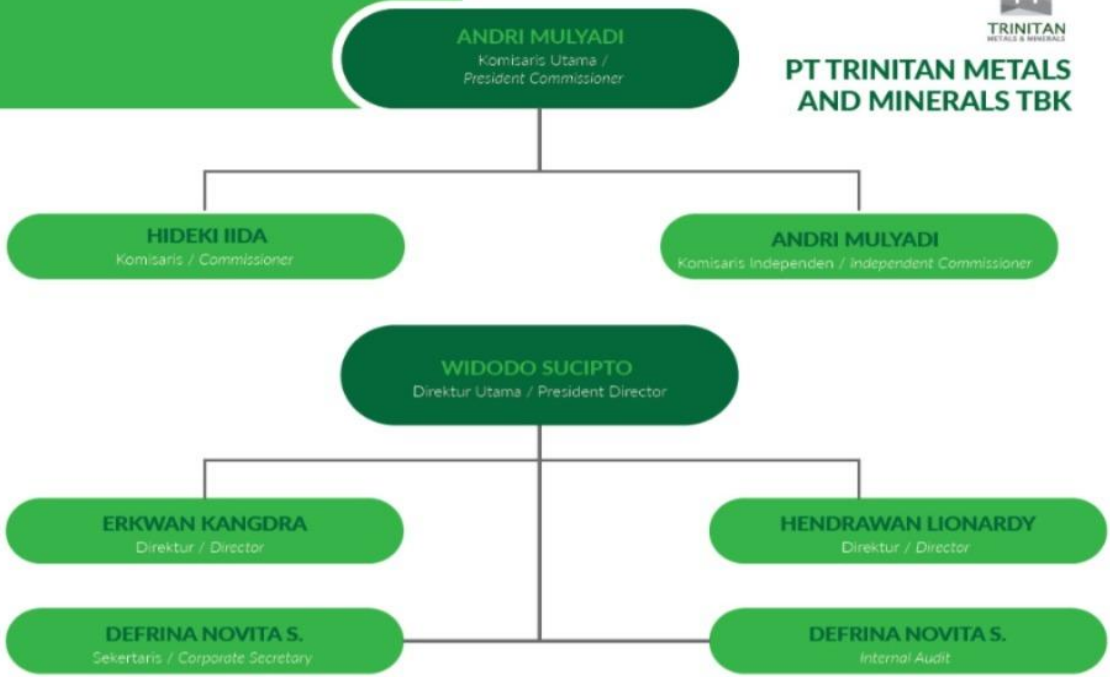 ANDRI MULYADI
Komisaris Utama /
President Commissioner
TRINITAN
METALS & MINERALS
PT TRINITAN METALS
AND MINERALS TBK
HIDEKI IIDA
Komisaris / Commissioner
ANDRI MULYADI
Komisaris Independen / Independent Commissioner
WIDODO SUCIPTO
Direktur Utama / President Director
ERKWAN KANGDRA
Direktur / Director
HENDRAWAN LIONARDY
Direktur / Director
DEFRINA NOVITA S.
Sekertaris / Corporate Secretary
DEFRINA NOVITA S.
Internal Audit